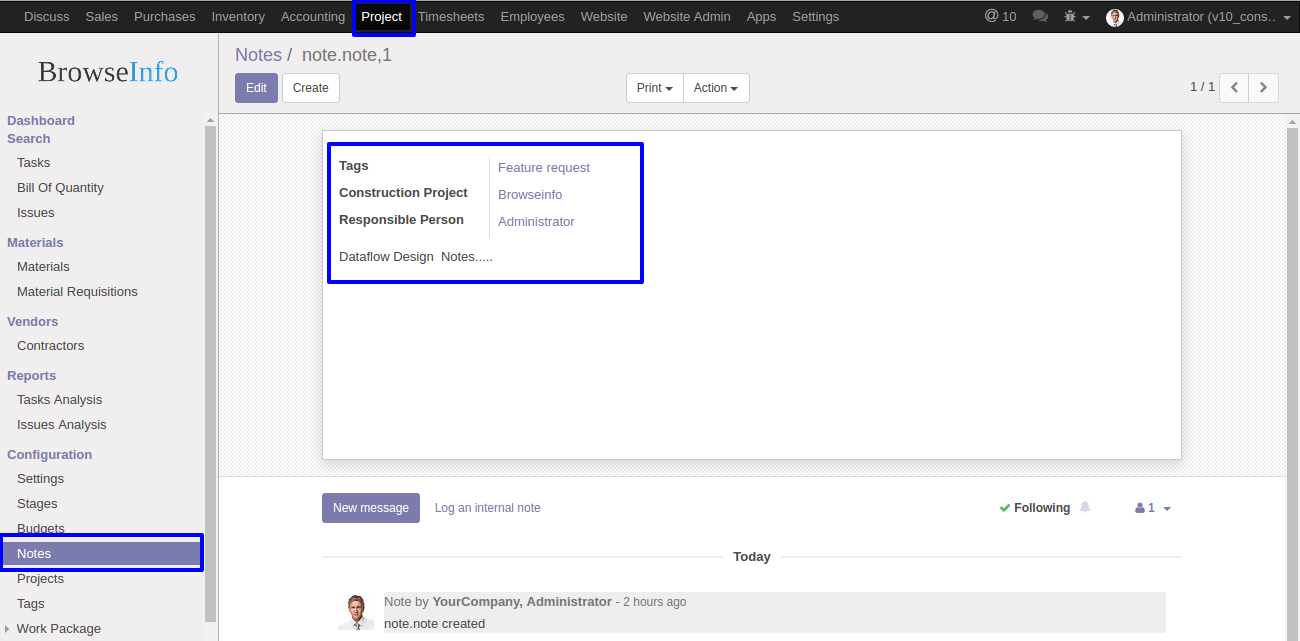 Discuss Sales Purchases Inventory Accounting Project Timesheets Employees Website Website Admin Apps Settings @ 10 Administrator (v10_cons..
BrowseInfo
Dashboard
Search
Tasks
Bill Of Quantity
Issues
Materials
Materials
Material Requisitions
Vendors
Contractors
Reports
Tasks Analysis
Issues Analysis
Configuration
Settings
Stages
Budgets
Notes
Projects
Tags
Work Package
Notes / note.note,1
Edit Create Print Action 1 / 1
Tags Feature request
Construction Project Browseinfo
Responsible Person Administrator
Dataflow Design Notes.....
New message Log an internal note Following 1
Today
Note by YourCompany, Administrator - 2 hours ago
note.note created